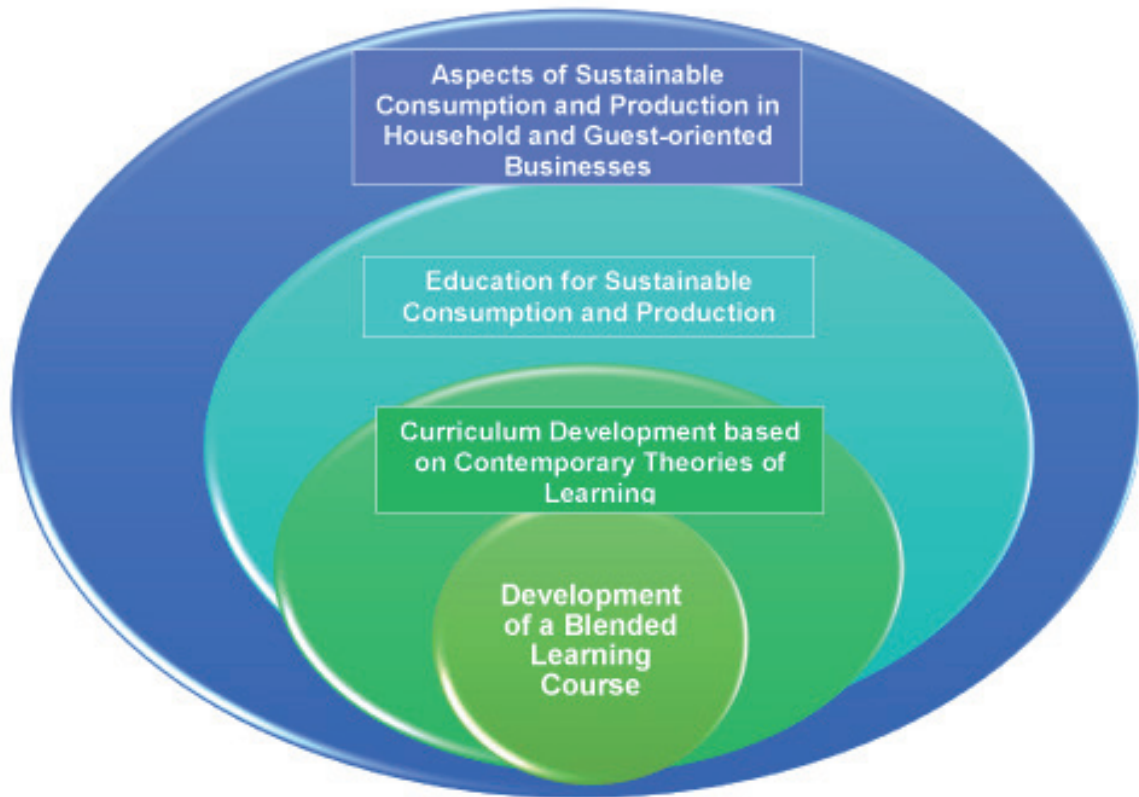 Aspects of Sustainable
Consumption and Production in
Household and Guest-oriented
Businesses
Education for Sustainable
Consumption and Production
Curriculum Development based
on Contemporary Theories of
Learning
Development
of a Blended
Learning
Course